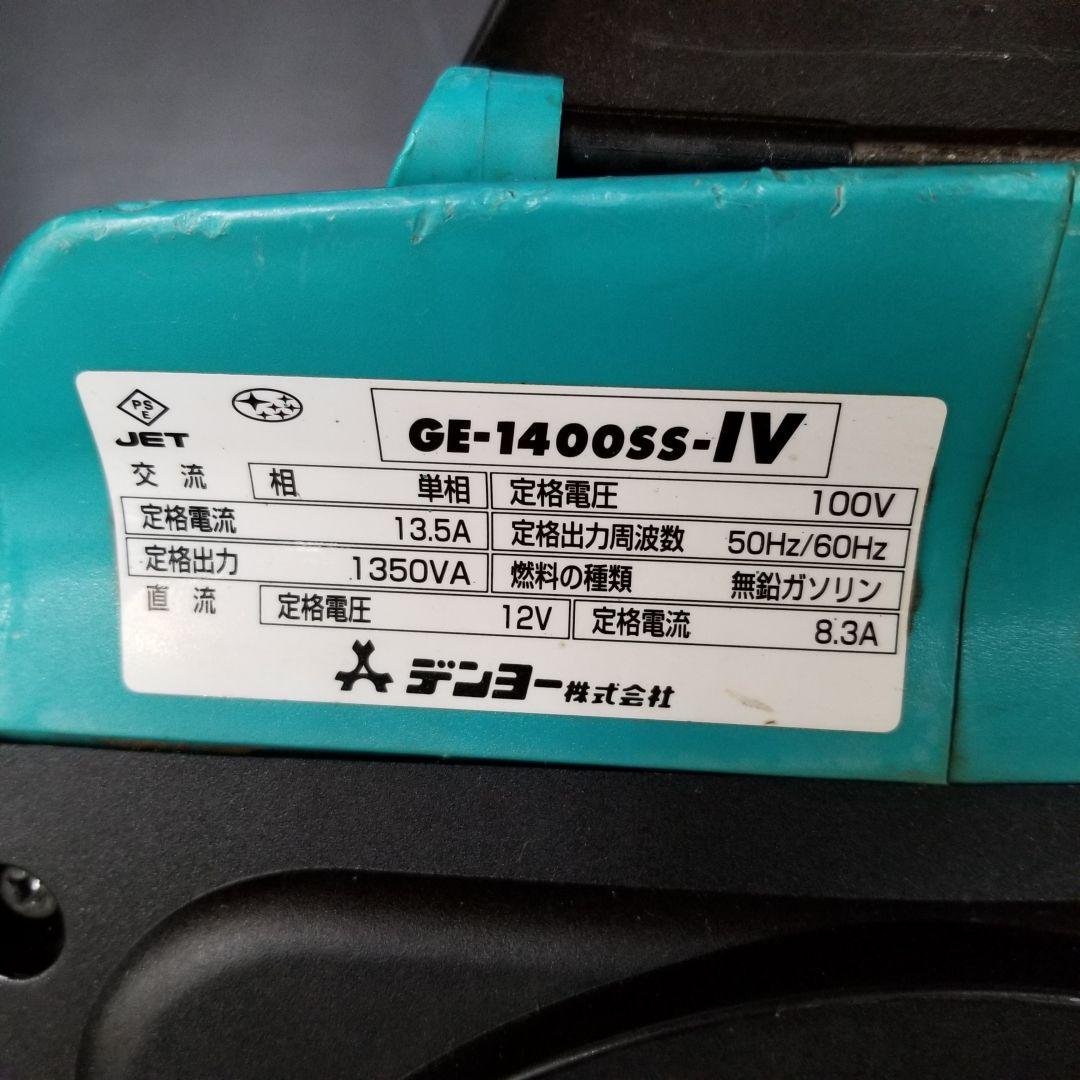 PSE
JET
GE-1400SS-IV
交流 相 単相 定格電圧 100V
定格電流 13.5A 定格出力周波数 50Hz/60Hz
定格出力 1350VA 燃料の種類 無鉛ガソリン
直流 定格電圧 12V 定格電流 8.3A
デンヨー株式会社